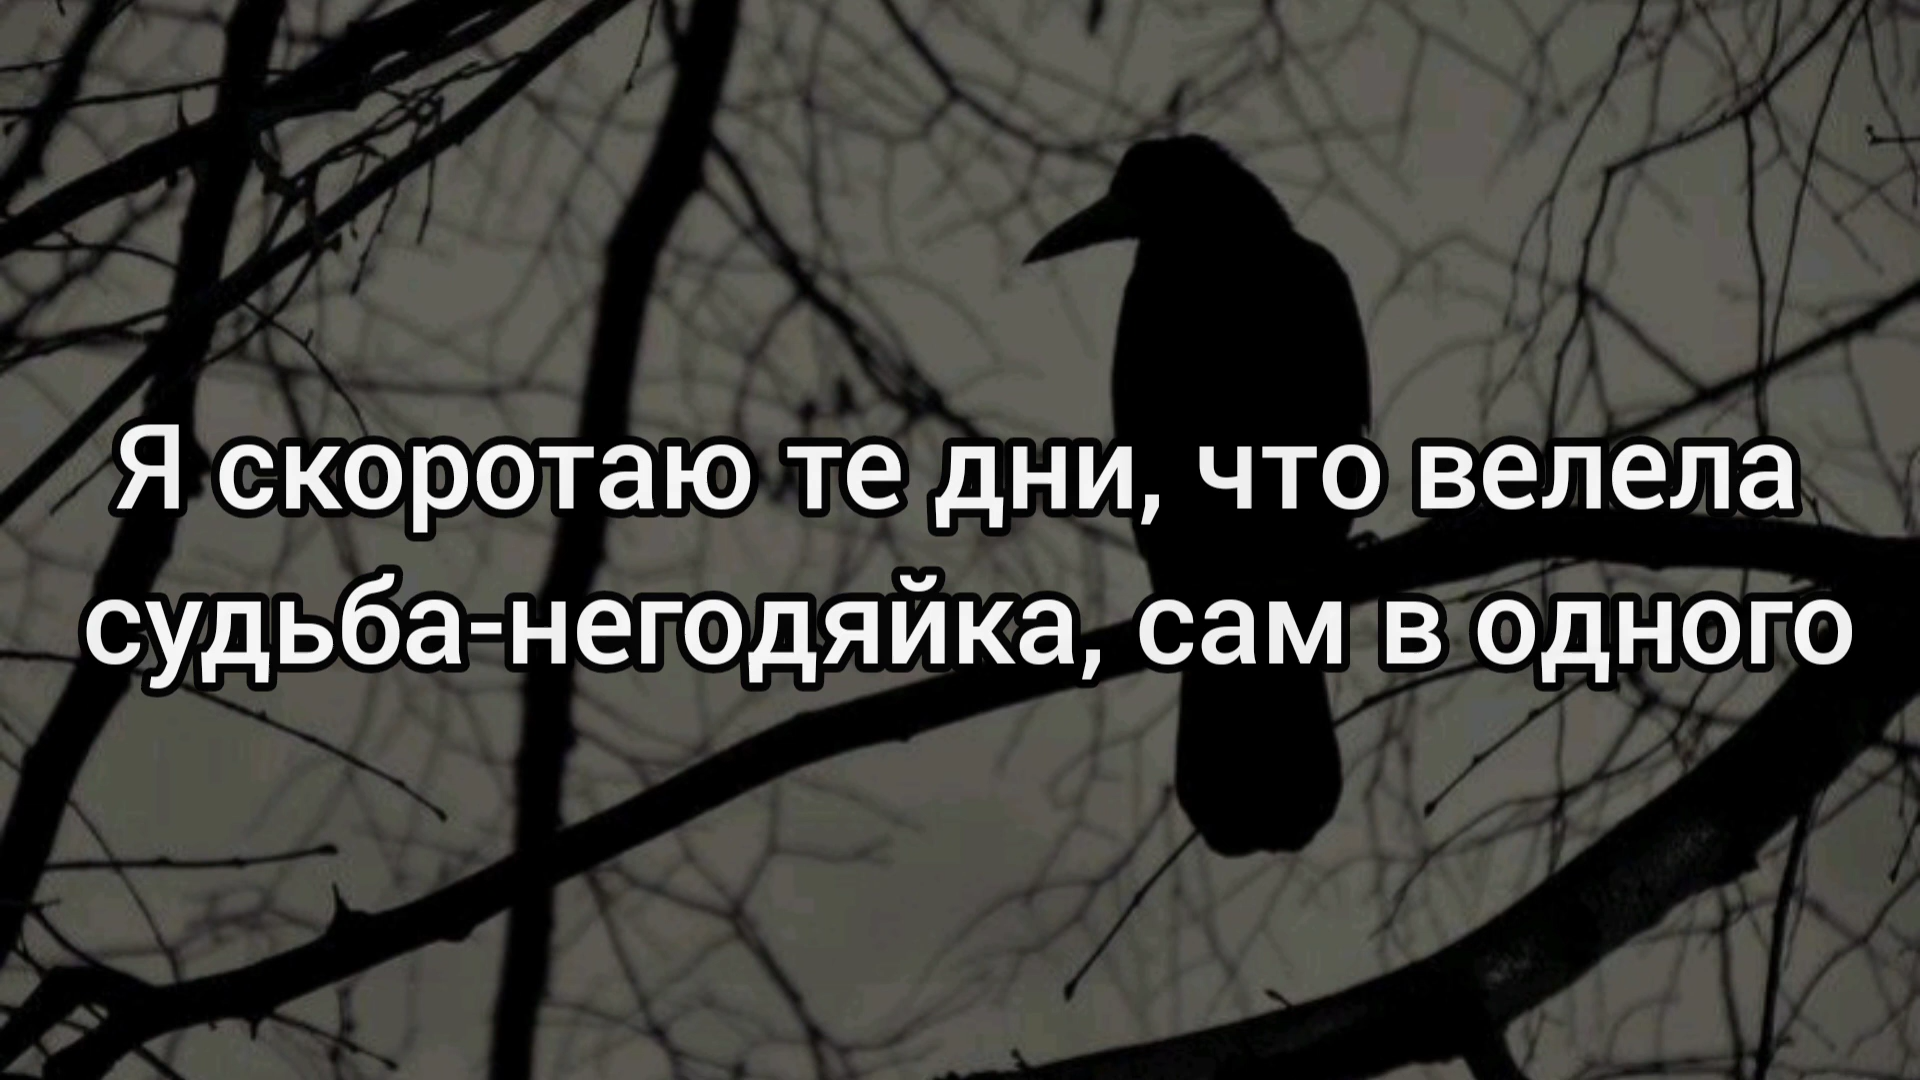 Я скоротаю те дни, что велела
судьба-негодяйка, сам в одного